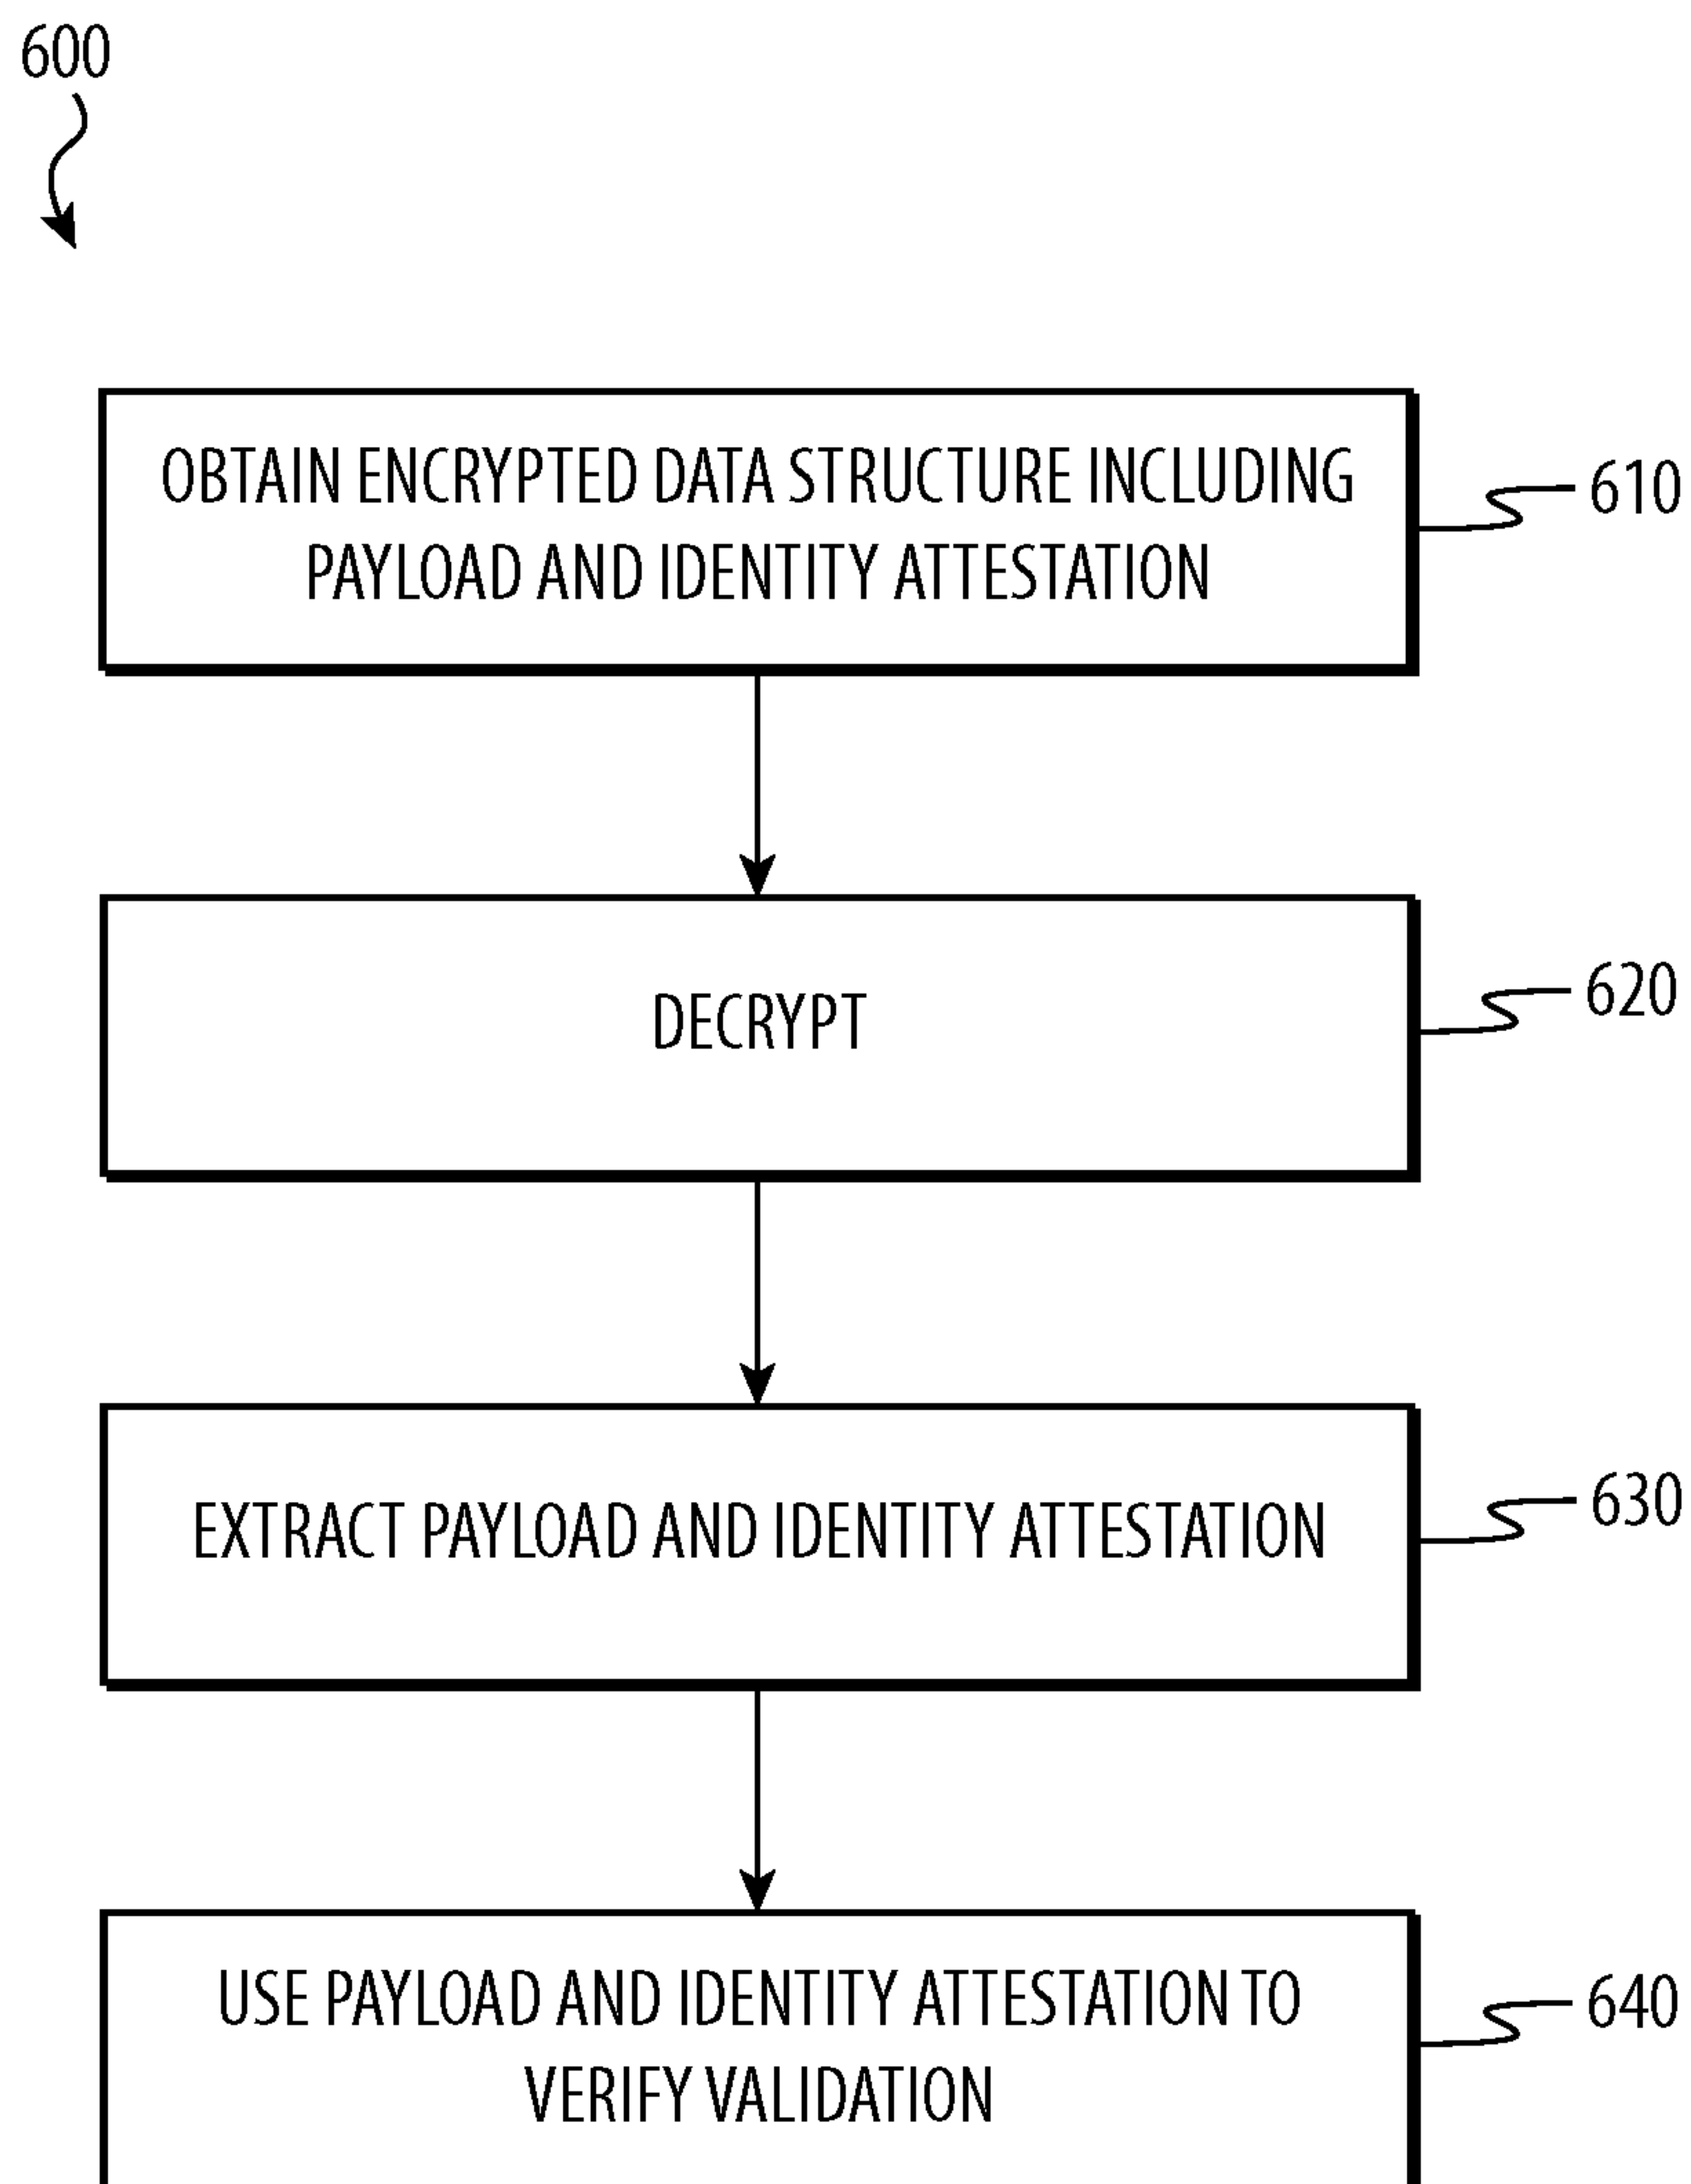 600
OBTAIN ENCRYPTED DATA STRUCTURE INCLUDING
PAYLOAD AND IDENTITY ATTESTATION
610
DECRYPT
620
EXTRACT PAYLOAD AND IDENTITY ATTESTATION
630
USE PAYLOAD AND IDENTITY ATTESTATION TO
VERIFY VALIDATION
640